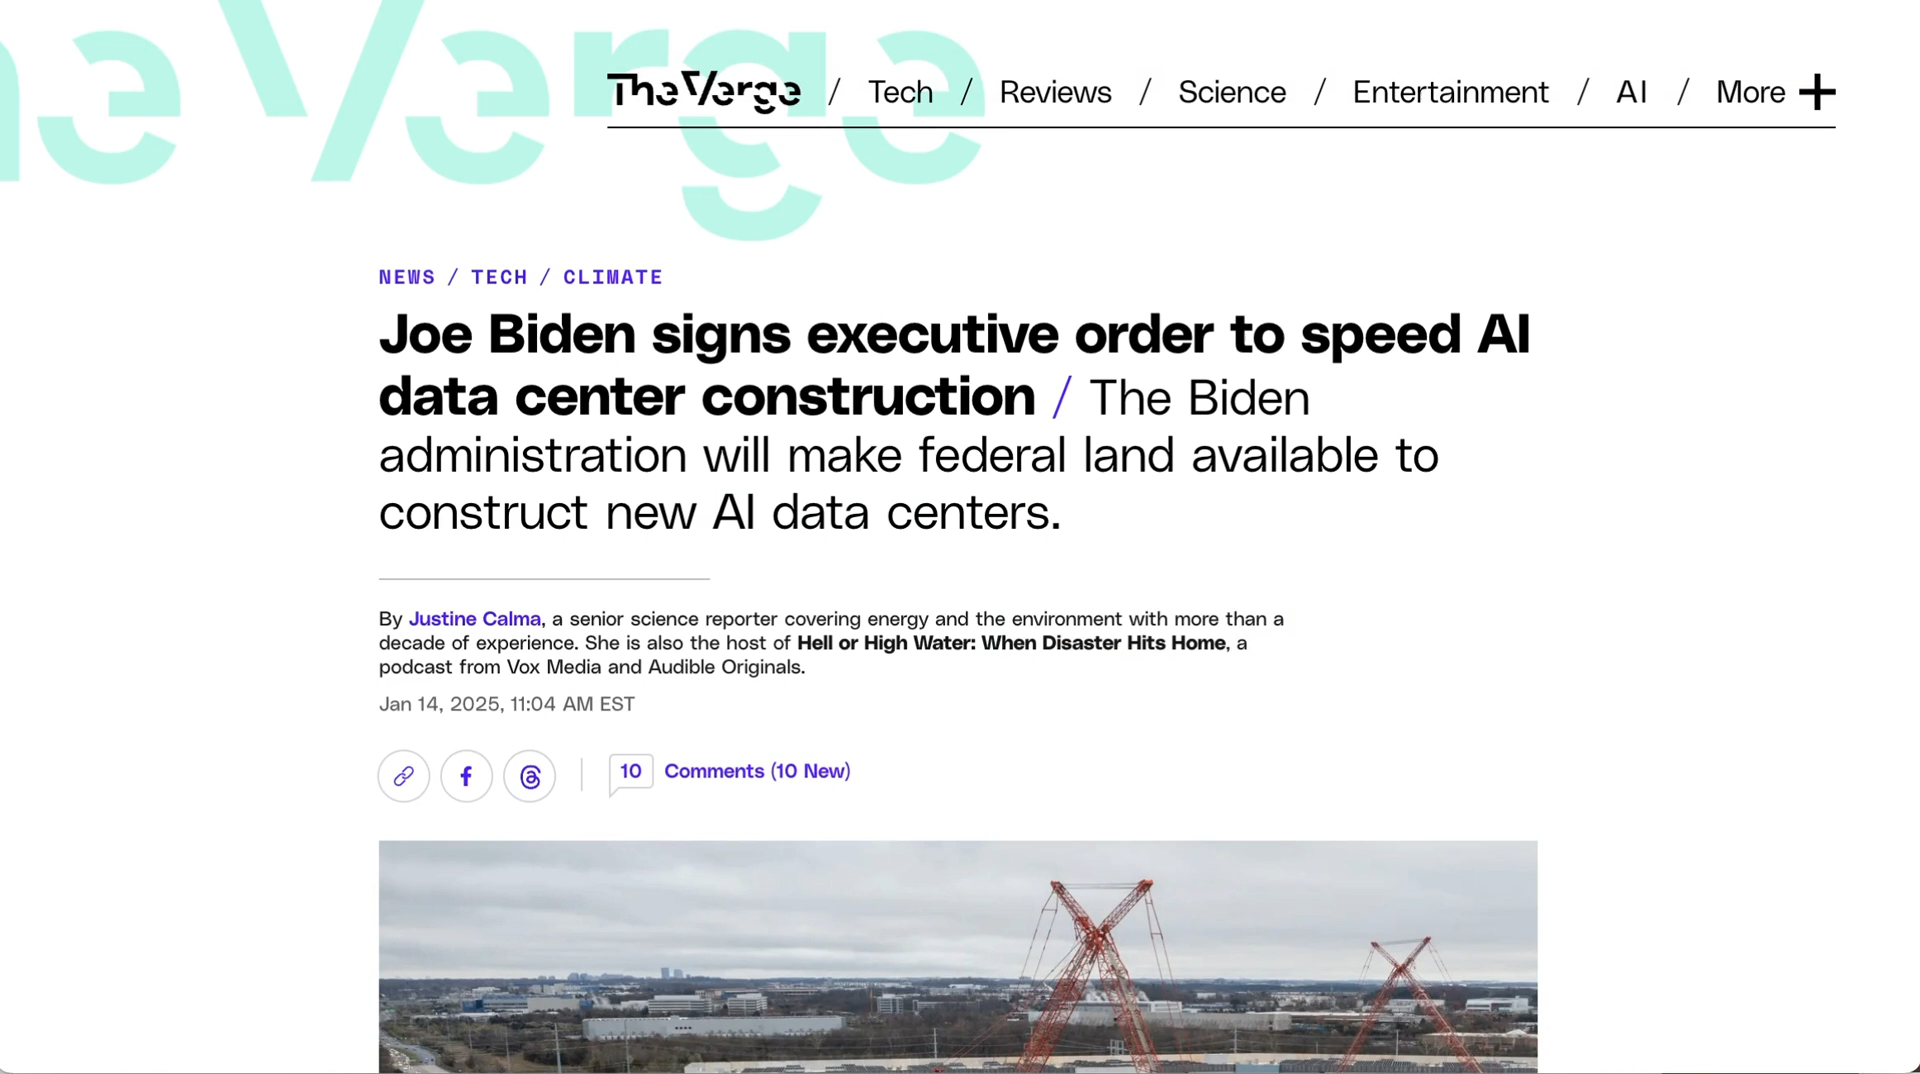 he Verge
The Verge / Tech / Reviews / Science / Entertainment / AI / More +
NEWS / TECH / CLIMATE
Joe Biden signs executive order to speed AI
data center construction / The Biden
administration will make federal land available to
construct new AI data centers.
By Justine Calma, a senior science reporter covering energy and the environment with more than a
decade of experience. She is also the host of Hell or High Water: When Disaster Hits Home, a
podcast from Vox Media and Audible Originals.
Jan 14, 2025, 11:04 AM EST
10 Comments (10 New)